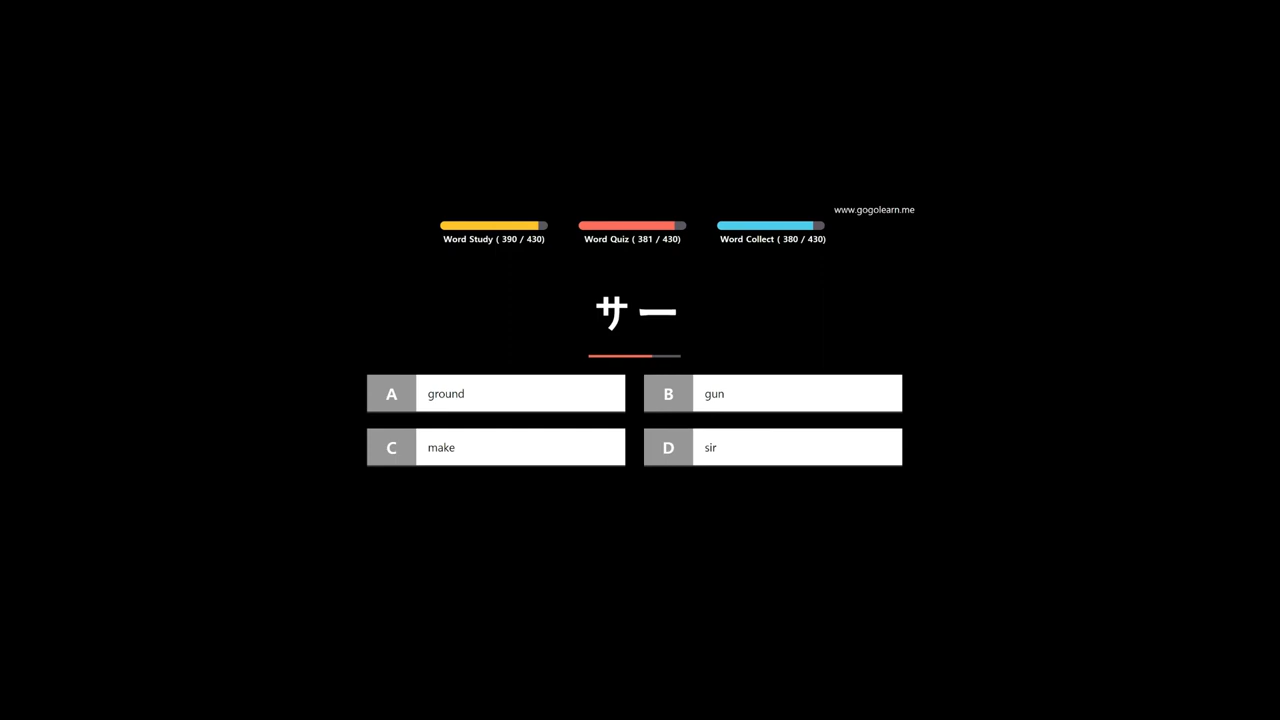 www.gogolearn.me
Word Study ( 390 / 430)
Word Quiz ( 381 / 430)
Word Collect ( 380 / 430)
サー
A ground
B gun
C make
D sir